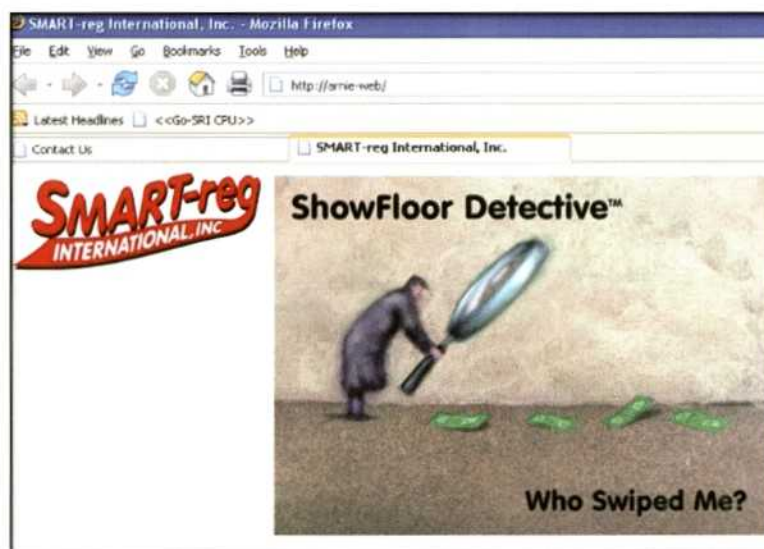 SMART-reg International, Inc. - Mozilla Firefox
File Edit View Go Bookmarks Tools Help
http://arnie-web/
Latest Headlines <<Go-SRI CPU>>
Contact Us SMART-reg International, Inc.
SMART-reg
INTERNATIONAL, INC
ShowFloor Detective™
Who Swiped Me?